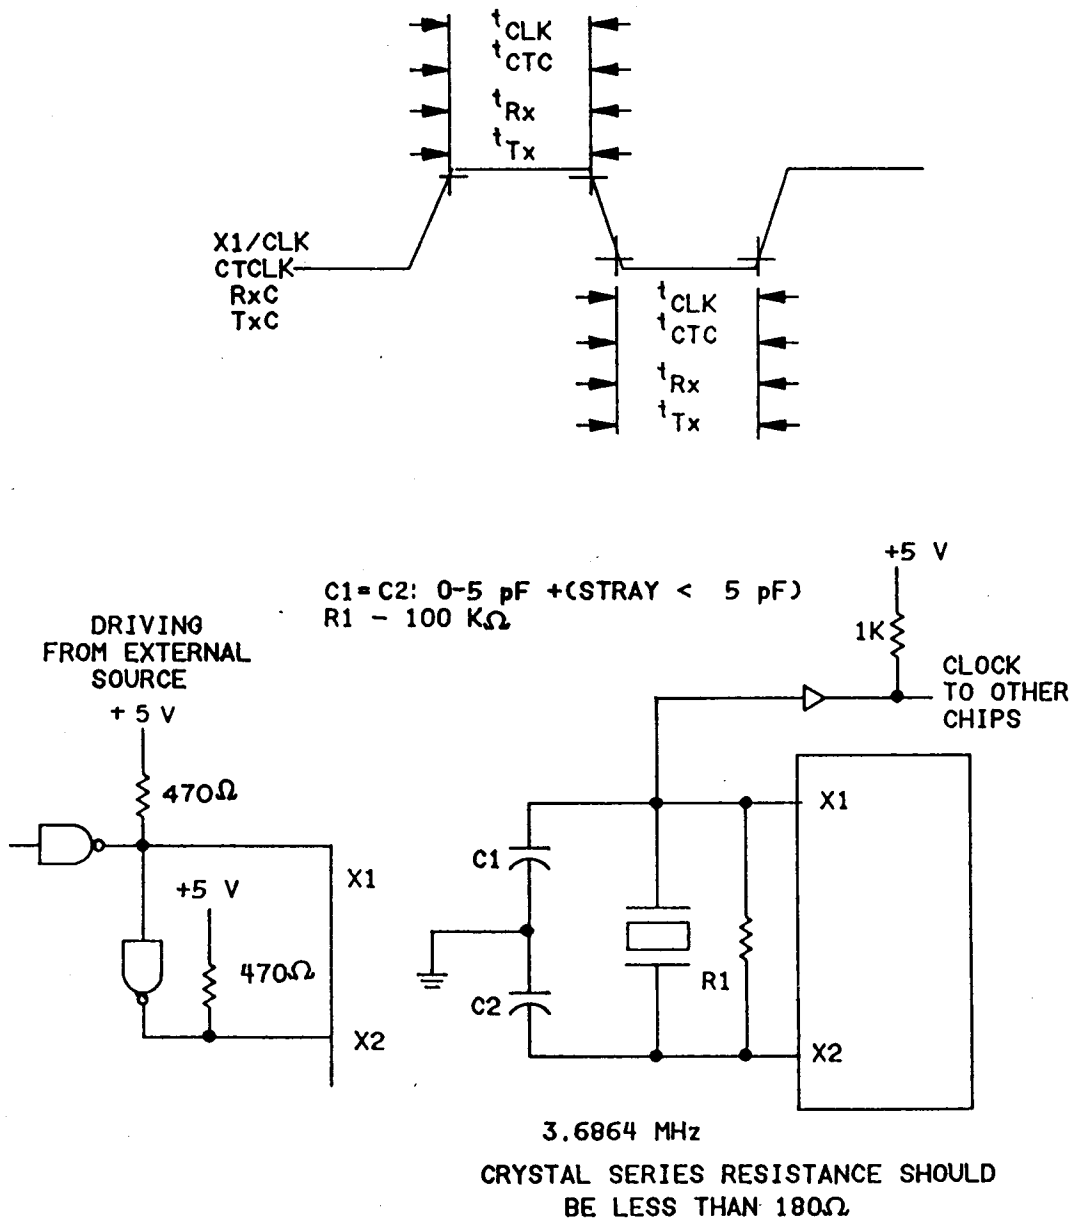 tCLK
tCTC
tRx
tTx
X1/CLK
CTCLK
RxC
TxC
tCLK
tCTC
tRx
tTx
C1=C2: 0-5 pF +(STRAY < 5 pF)
R1 – 100 KΩ
+5 V
1K
CLOCK
TO OTHER
CHIPS
DRIVING
FROM EXTERNAL
SOURCE
+ 5 V
470Ω
X1
+5 V
470Ω
X2
C1
C2
R1
X1
X2
3.6864 MHz
CRYSTAL SERIES RESISTANCE SHOULD
BE LESS THAN 180Ω